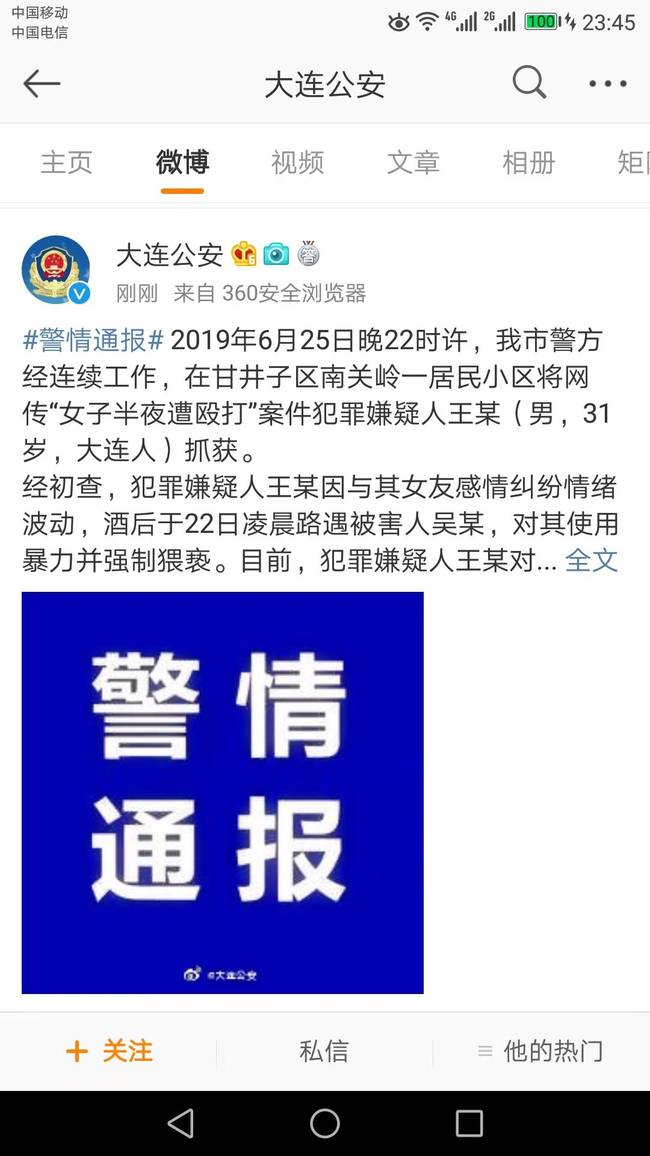 中国移动
中国电信
4G 2G 100 23:45
大连公安
主页 微博 视频 文章 相册
大连公安
刚刚 来自 360安全浏览器
#警情通报# 2019年6月25日晚22时许，我市警方
经连续工作，在甘井子区南关岭一居民小区将网
传“女子半夜遭殴打”案件犯罪嫌疑人王某（男，31
岁，大连人）抓获。
经初查，犯罪嫌疑人王某因与其女友感情纠纷情绪
波动，酒后于22日凌晨路遇被害人吴某，对其使用
暴力并强制猥亵。目前，犯罪嫌疑人王某对... 全文
警情
通报
@大连公安
+ 关注 私信 他的热门